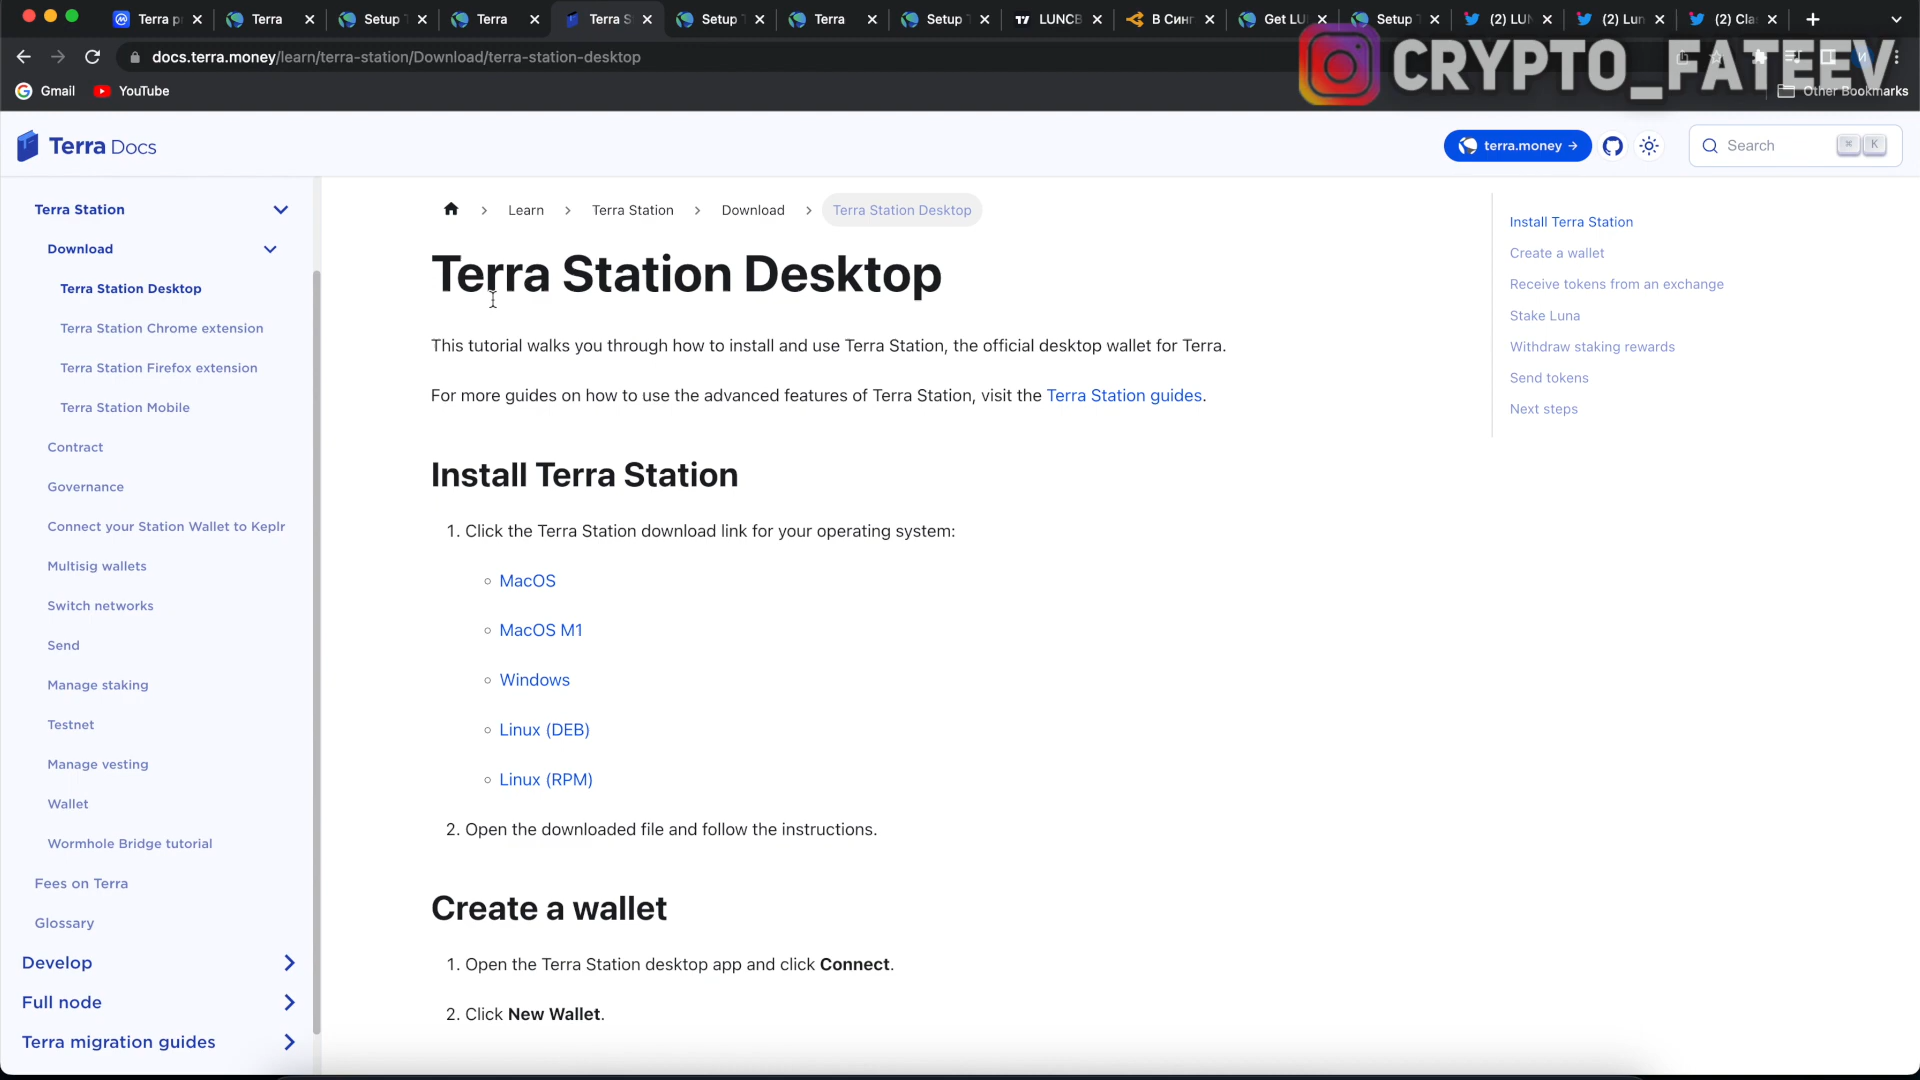 Terra p
Terra
Setup
Terra
Terra S
Setup
Terra
Setup
LUNCB
В Синг
Get LU
Setup
(2) LUN
(2) Lun
(2) Cla
docs.terra.money/learn/terra-station/Download/terra-station-desktop
CRYPTO_FATEEV
Gmail
YouTube
Other Bookmarks
Terra Docs
terra.money →
Search
⌘ K
Terra Station
Download
Terra Station Desktop
Terra Station Chrome extension
Terra Station Firefox extension
Terra Station Mobile
Contract
Governance
Connect your Station Wallet to Keplr
Multisig wallets
Switch networks
Send
Manage staking
Testnet
Manage vesting
Wallet
Wormhole Bridge tutorial
Fees on Terra
Glossary
Develop
Full node
Terra migration guides
Learn > Terra Station > Download > Terra Station Desktop
Terra Station Desktop
This tutorial walks you through how to install and use Terra Station, the official desktop wallet for Terra.
For more guides on how to use the advanced features of Terra Station, visit the Terra Station guides.
Install Terra Station
1. Click the Terra Station download link for your operating system:
MacOS
MacOS M1
Windows
Linux (DEB)
Linux (RPM)
2. Open the downloaded file and follow the instructions.
Create a wallet
1. Open the Terra Station desktop app and click Connect.
2. Click New Wallet.
Install Terra Station
Create a wallet
Receive tokens from an exchange
Stake Luna
Withdraw staking rewards
Send tokens
Next steps